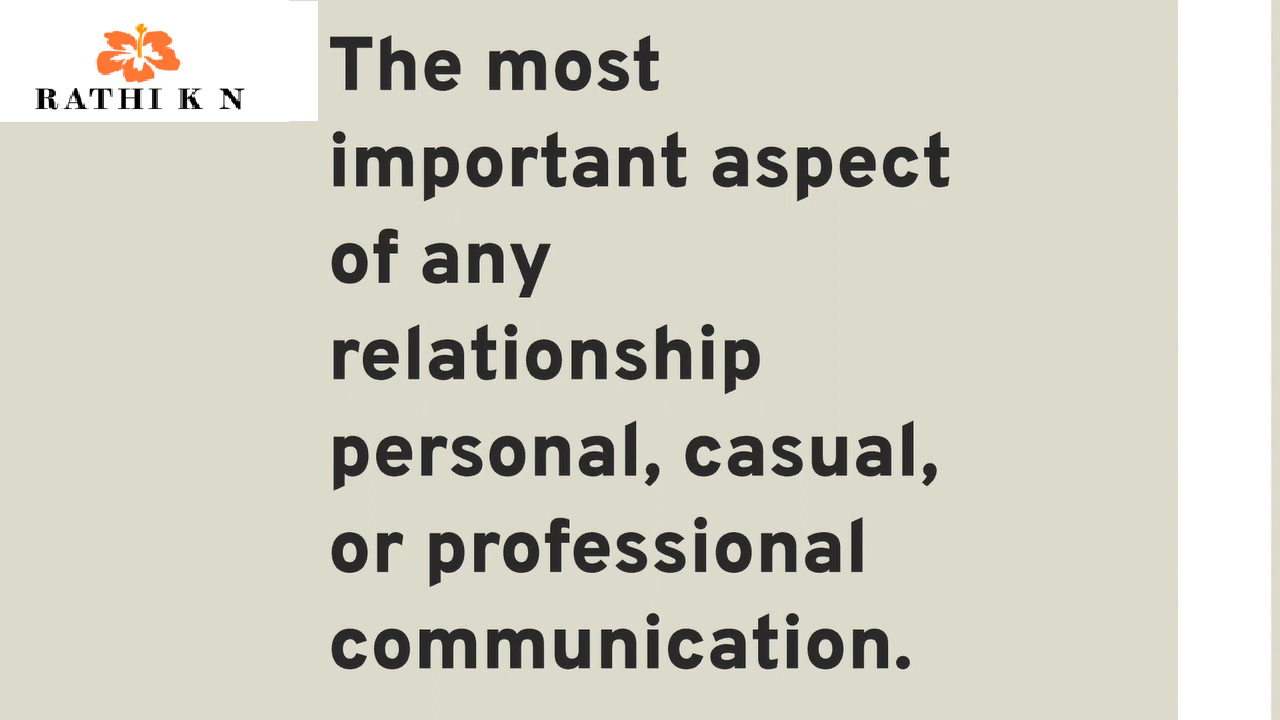 RATHI K N
The most
important aspect
of any
relationship
personal, casual,
or professional
communication.